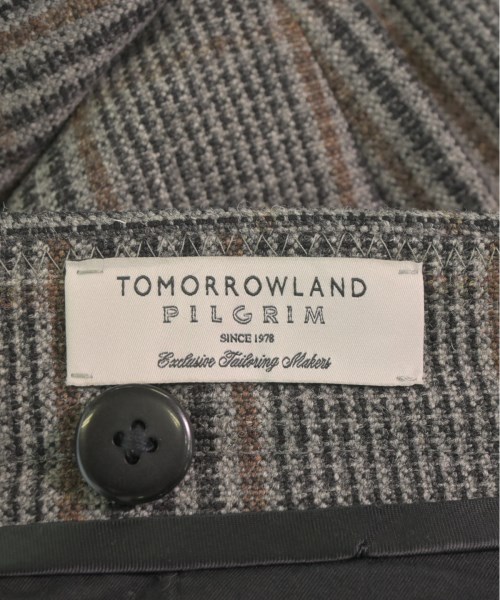 TOMORROWLAND
PILGRIM
SINCE 1978
Exclusive Tailoring Makers